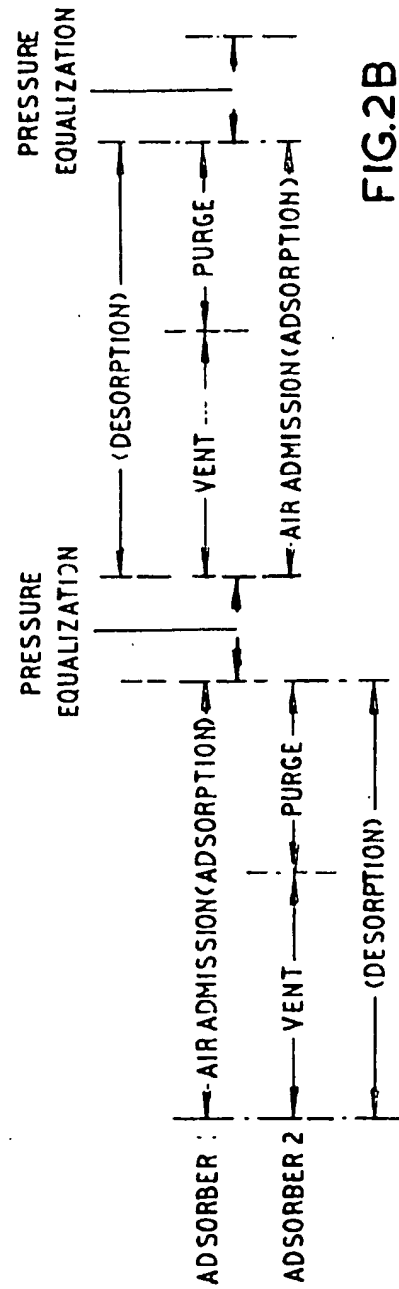 PRESSURE
EQUALIZATION
PRESSURE
EQUALIZATION
(DESORPTION)
ADSORBER :
AIR ADMISSION (ADSORPTION)
VENT
PURGE
ADSORBER 2
VENT
PURGE
AIR ADMISSION (ADSORPTION)
(DESORPTION)
FIG.2B